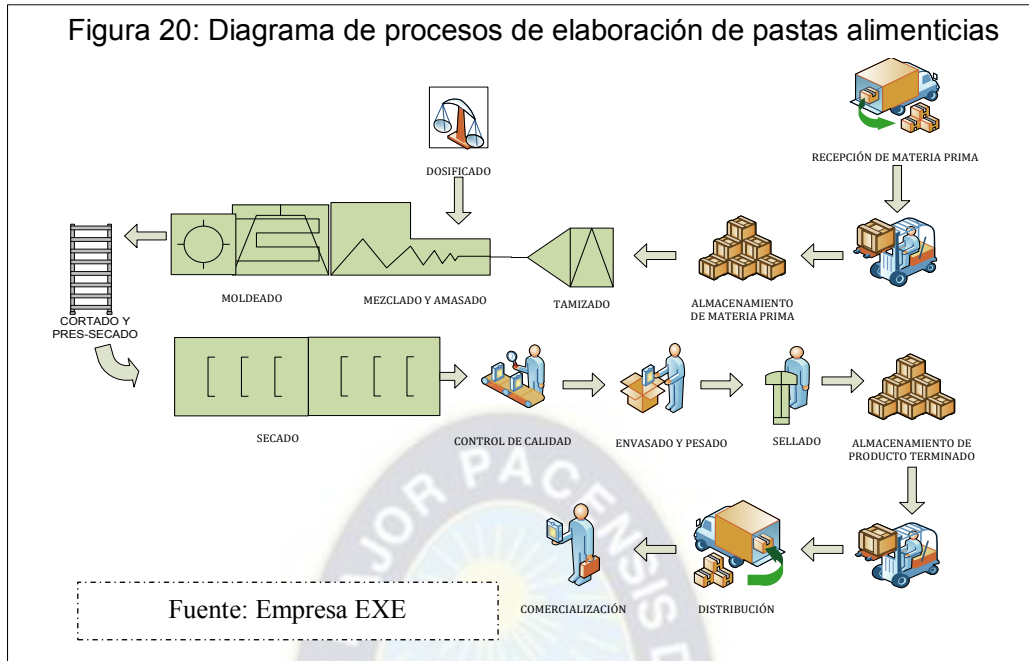 Figura 20: Diagrama de procesos de elaboración de pastas alimenticias
RECEPCIÓN DE MATERIA PRIMA
DOSIFICADO
MOLDEADO
MEZCLADO Y AMASADO
TAMIZADO
ALMACENAMIENTO
DE MATERIA PRIMA
CORTADO Y
PRES-SECADO
SECADO
CONTROL DE CALIDAD
ENVASADO Y PESADO
SELLADO
ALMACENAMIENTO DE
PRODUCTO TERMINADO
COMERCIALIZACIÓN
DISTRIBUCIÓN
Fuente: Empresa EXE
JOR PACENSIS D